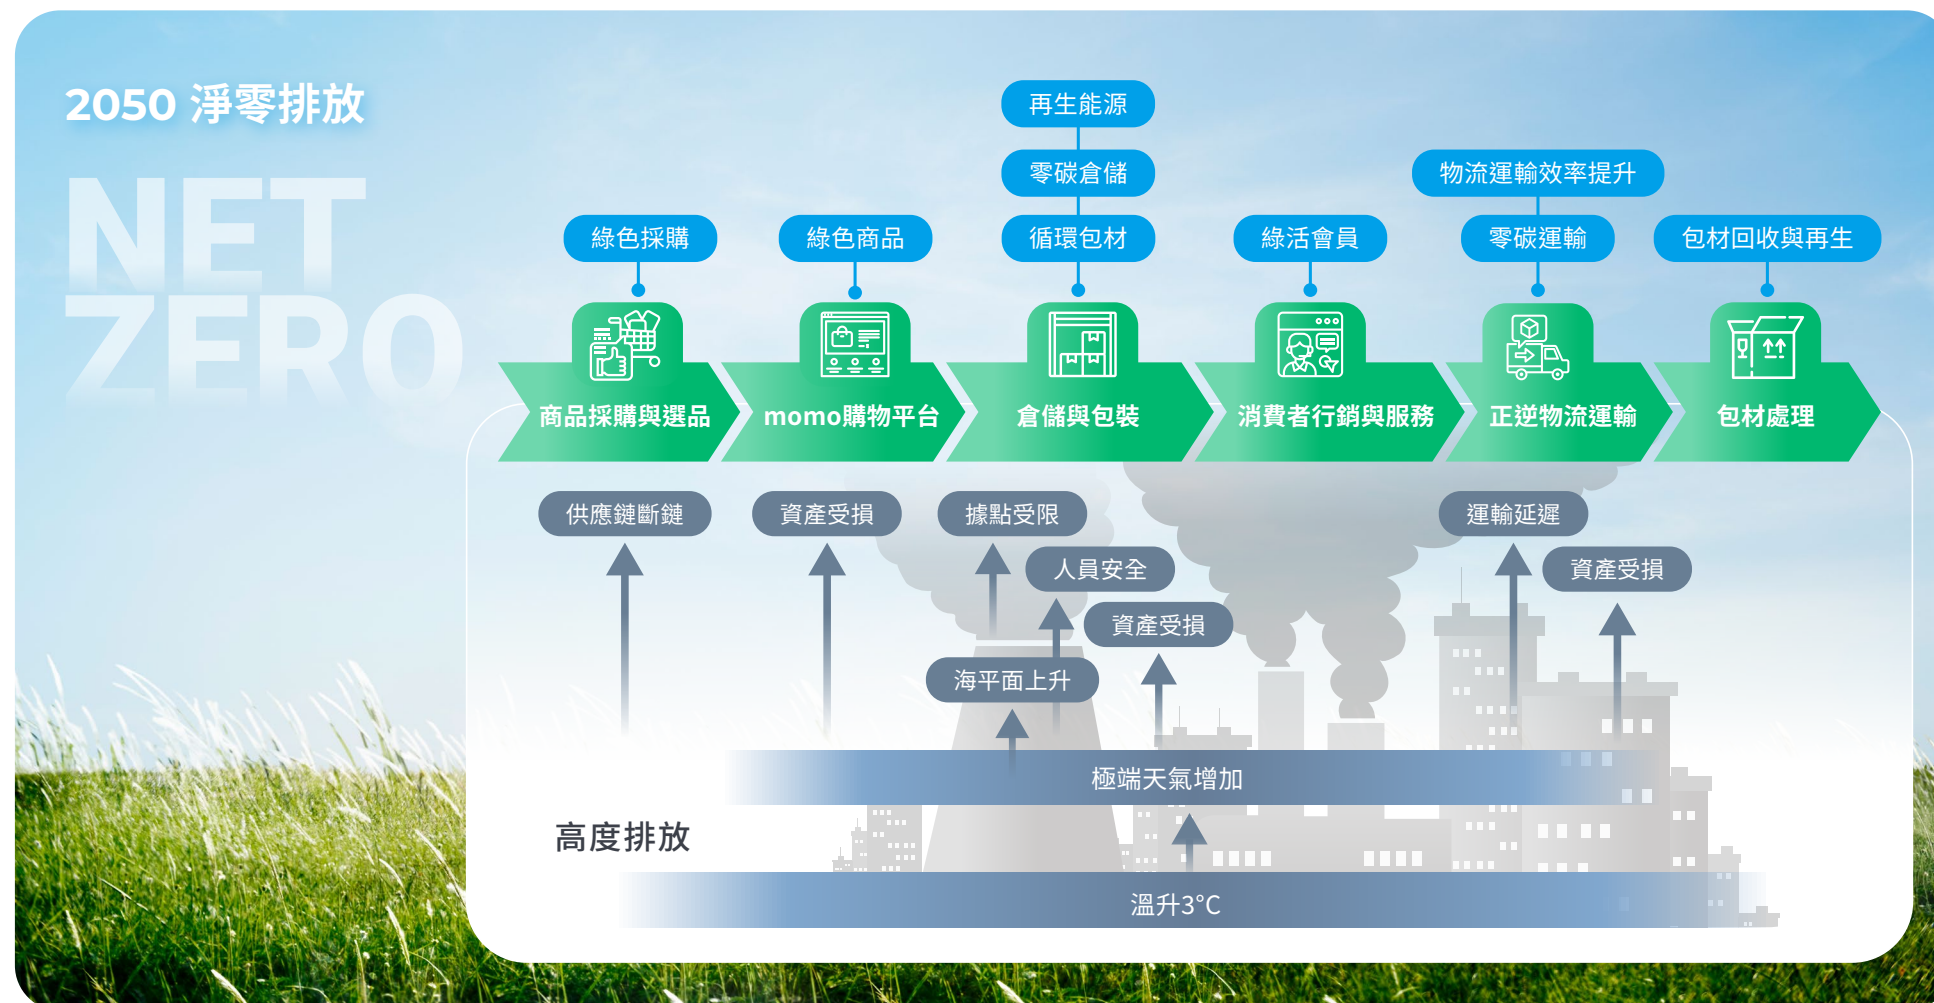 2050 淨零排放
NET
ZERO
再生能源
零碳倉儲
物流運輸效率提升
綠色採購
綠色商品
循環包材
綠活會員
零碳運輸
包材回收與再生
商品採購與選品
momo購物平台
倉儲與包裝
消費者行銷與服務
正逆物流運輸
包材處理
供應鏈斷鏈
資產受損
據點受限
運輸延遲
人員安全
資產受損
資產受損
海平面上升
極端天氣增加
高度排放
溫升3°C